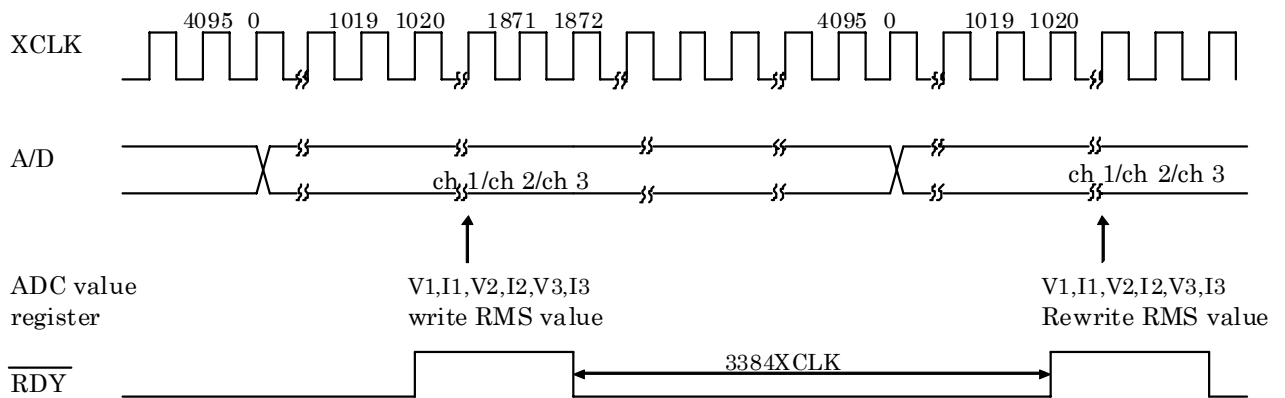 4095 0 1019 1020 1871 1872 4095 0 1019 1020
XCLK
A/D
ch 1/ch 2/ch 3 ch 1/ch 2/ch 3
ADC value V1,I1,V2,I2,V3,I3 V1,I1,V2,I2,V3,I3
register write RMS value Rewrite RMS value
3384XCLK
RDY